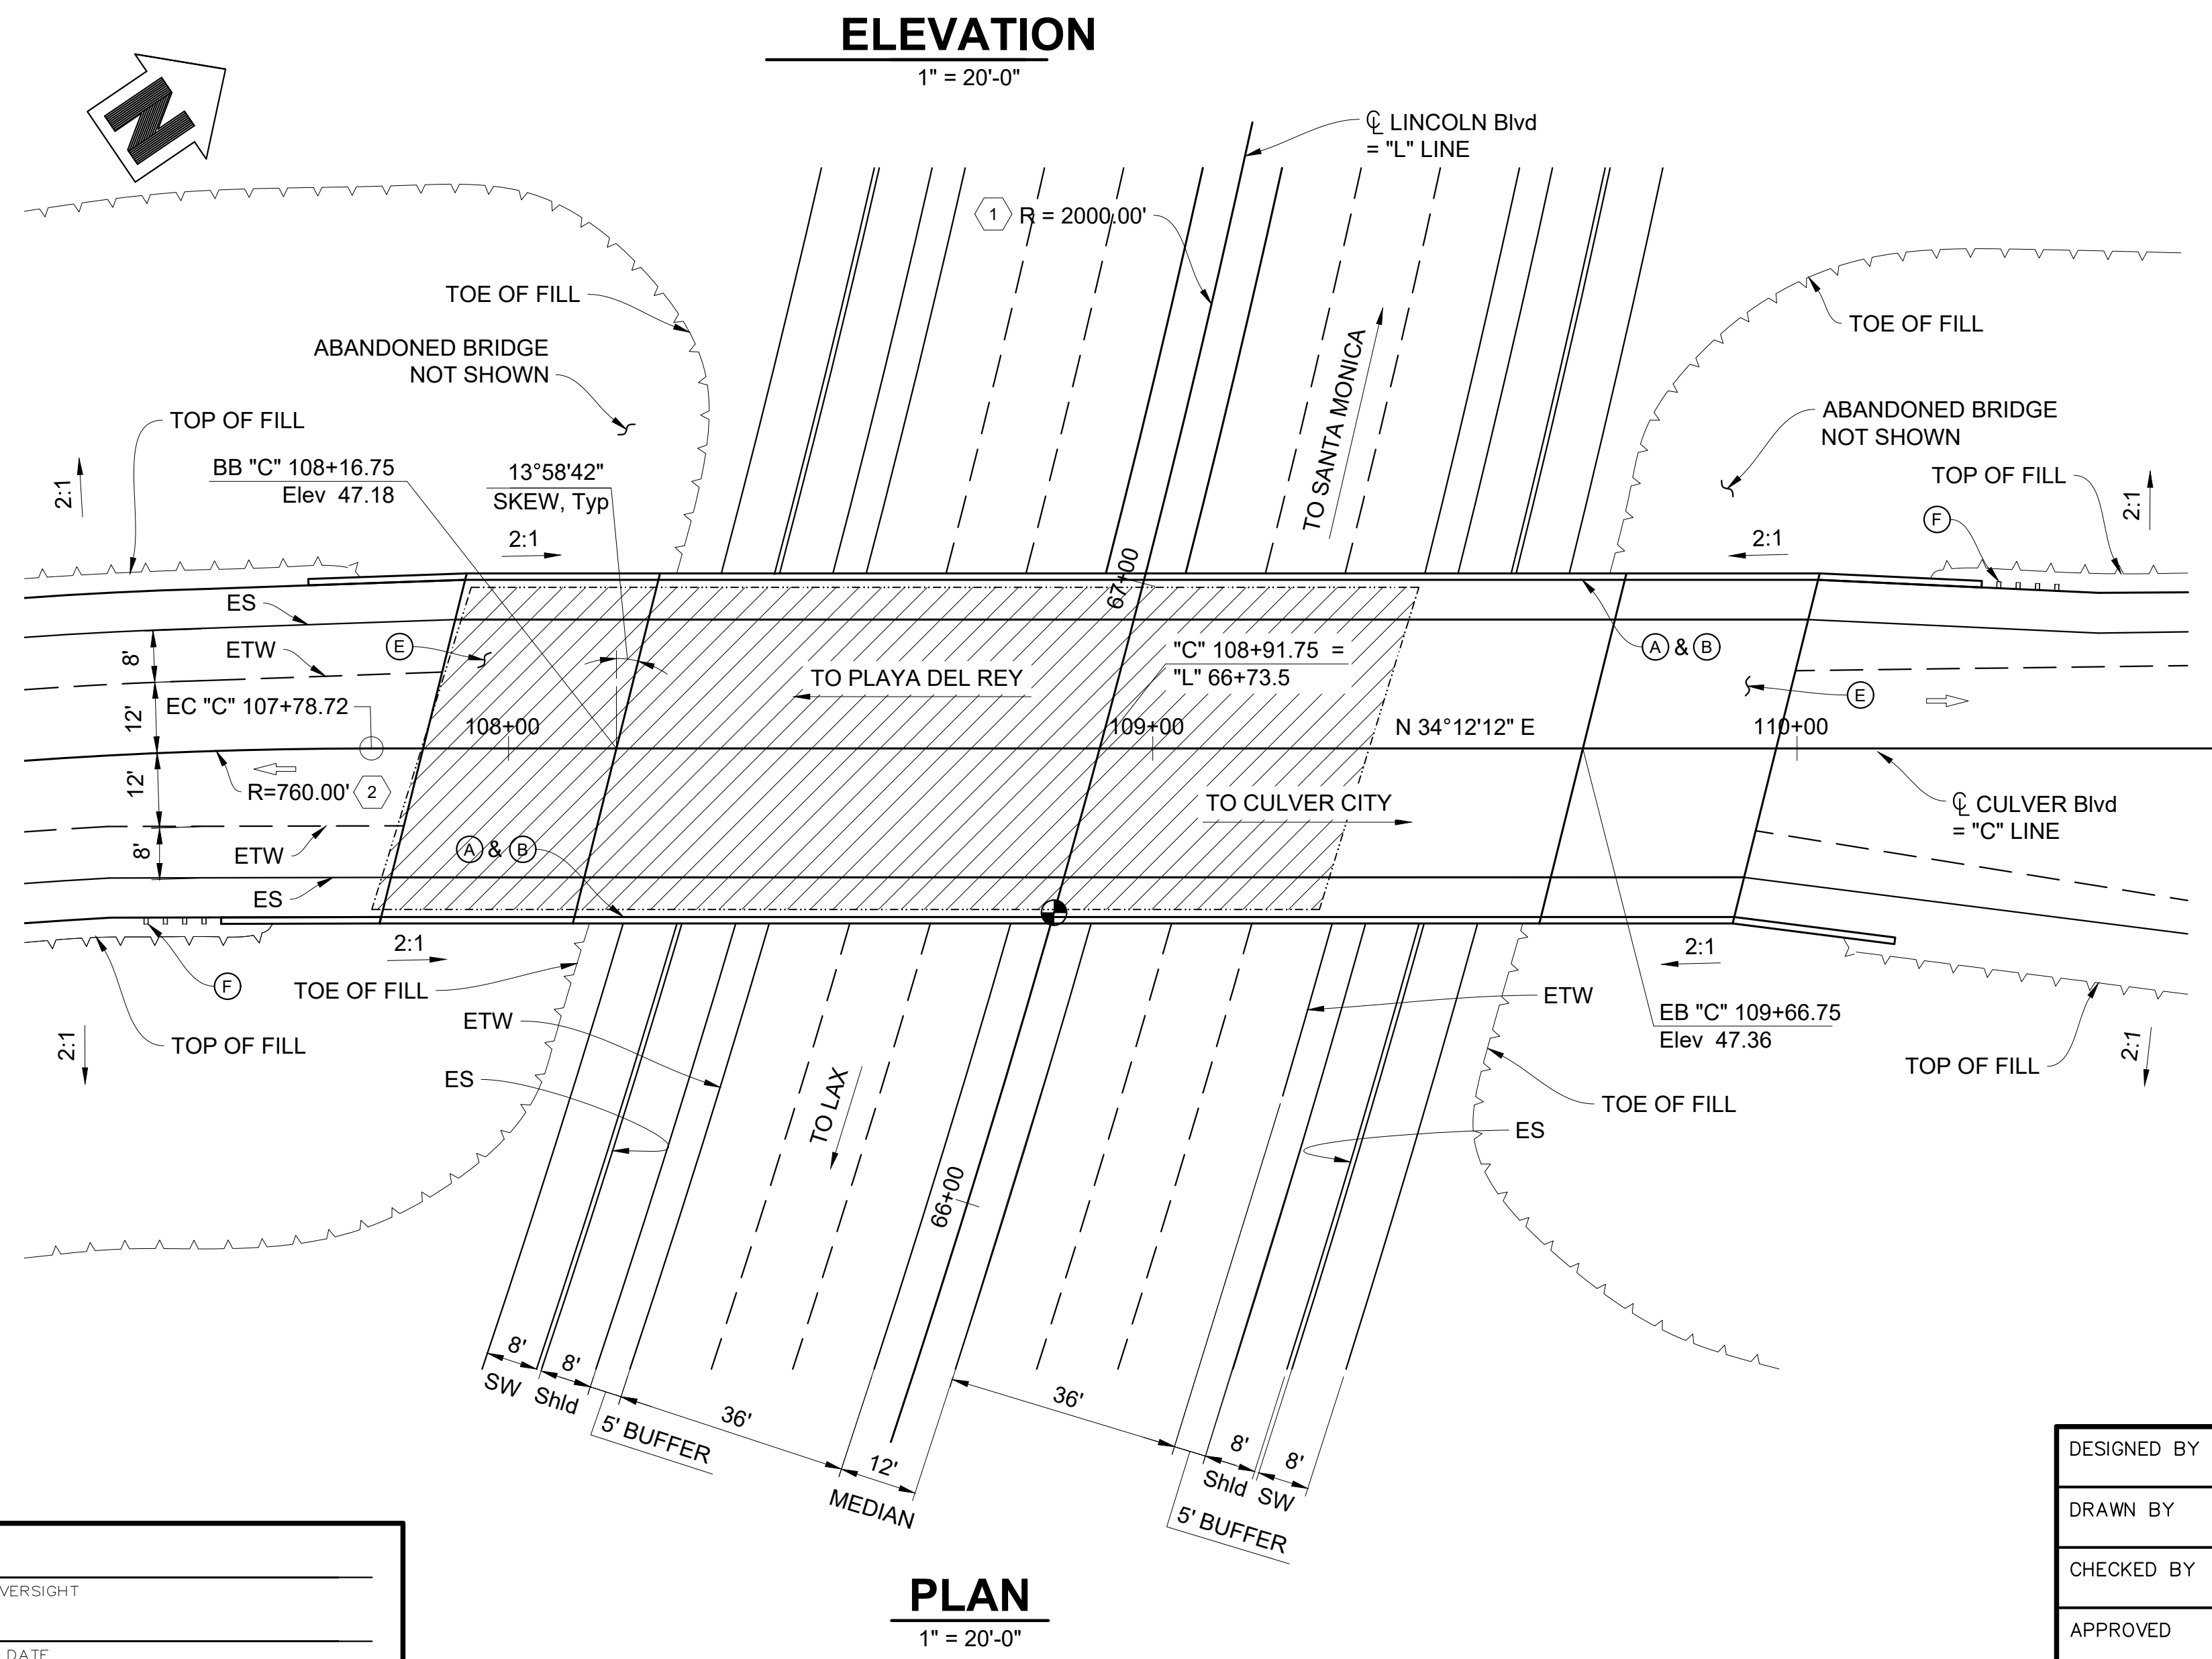 ELEVATION
1" = 20'-0"
N
℄ LINCOLN Blvd
= "L" LINE
1 R = 2000.00'
TOE OF FILL
TOE OF FILL
ABANDONED BRIDGE
NOT SHOWN
TO SANTA MONICA
ABANDONED BRIDGE
NOT SHOWN
TOP OF FILL
BB "C" 108+16.75
Elev 47.18
13°58'42"
SKEW, Typ
TOP OF FILL
2:1
2:1
F
2:1
2:1
67+00
ES
8'
ETW
E
TO PLAYA DEL REY
"C" 108+91.75 =
"L" 66+73.5
A & B
E
EC "C" 107+78.72
12'
108+00
109+00
N 34°12'12" E
110+00
12'
R=760.00' 2
TO CULVER CITY
℄ CULVER Blvd
= "C" LINE
8'
ETW
A & B
ES
2:1
2:1
F
TOE OF FILL
ETW
ETW
EB "C" 109+66.75
Elev 47.36
2:1
TOP OF FILL
2:1
TOP OF FILL
ES
TO LAX
TOE OF FILL
ES
66+00
8'
SW
8'
Shld
5' BUFFER
36'
12'
MEDIAN
36'
8'
Shld
8'
SW
5' BUFFER
PLAN
1" = 20'-0"
VERSIGHT
DATE
DESIGNED BY
DRAWN BY
CHECKED BY
APPROVED